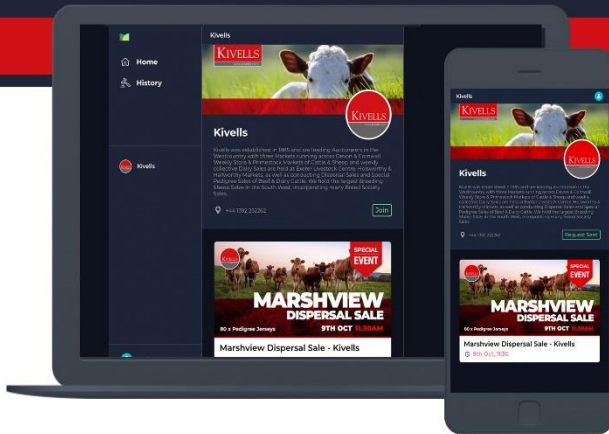 Kivells
KIVELLS
Home
History
Kivells
KIVELLS
Kivells
Kivells was established in 1885 and are leading Auctioneers in the
Westcountry with three Markets running across Devon & Cornwall.
Weekly Store & Primestock Markets of Cattle & Sheep and weekly
collective Dairy Sales are held at Exeter Livestock Centre, Holsworthy &
Hallworthy Markets, as well as conducting Dispersal Sales and Special
Pedigree Sales of Beef & Dairy Cattle. We hold the largest Breeding
Sheep Sales in the South West, incorporating many Breed Society
Sales.
+44 1392 252262
Join
KIVELLS
SPECIAL
EVENT
MARSHVIEW
DISPERSAL SALE
80 x Pedigree Jerseys
9TH OCT 11.30AM
Marshview Dispersal Sale - Kivells
Kivells
KIVELLS
KIVELLS
Kivells
Request Seat
SPECIAL
EVENT
MARSHVIEW
DISPERSAL SALE
80 x Pedigree Jerseys
9TH OCT 11.30AM
Marshview Dispersal Sale - Kivells
9th Oct, 11:30